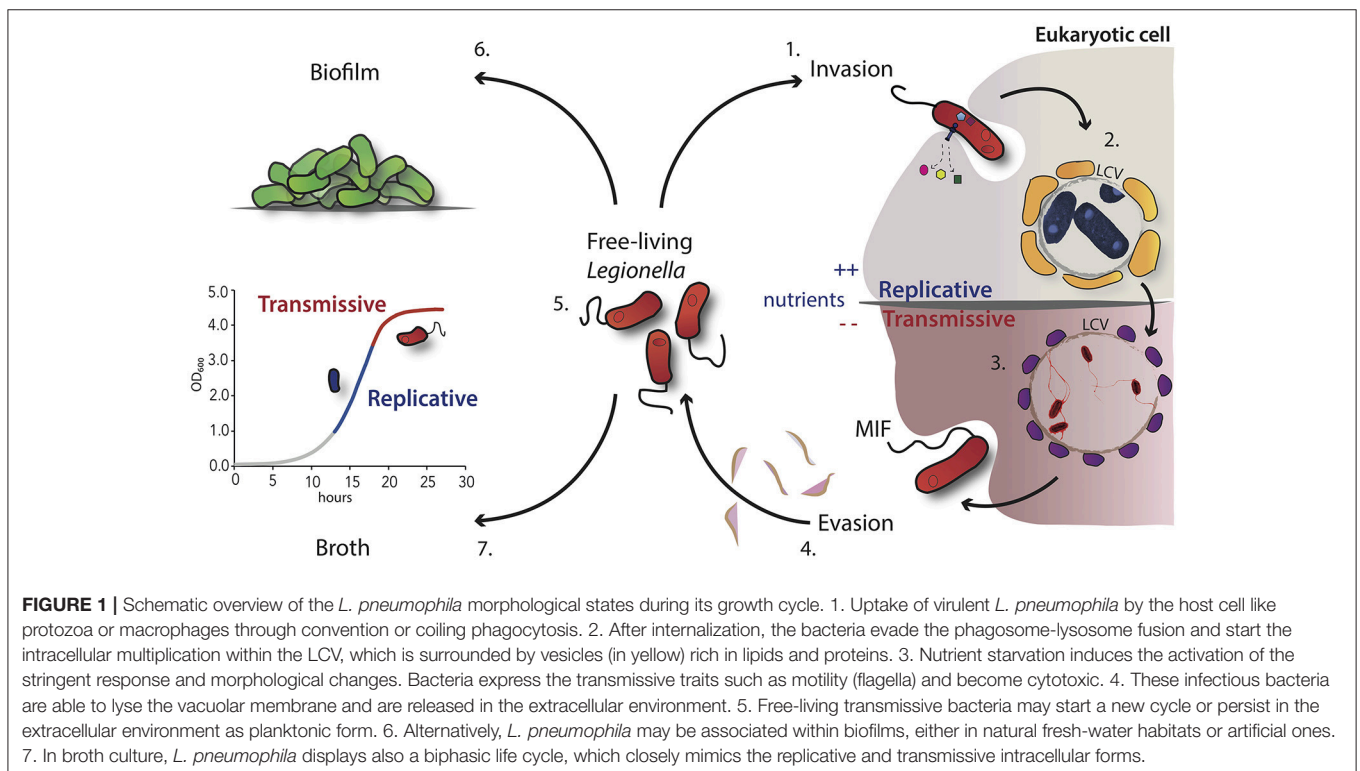 6.
Biofilm
1.
Invasion
Eukaryotic cell
2.
LCV
Free-living
Legionella
5.
++
nutrients
- -
Replicative
Transmissive
3.
LCV
MIF
Evasion
4.
5.0
4.0
3.0
2.0
1.0
0.0
OD600
Transmissive
Replicative
0 5 10 15 20 25 30
hours
Broth
7.
FIGURE 1 | Schematic overview of the L. pneumophila morphological states during its growth cycle. 1. Uptake of virulent L. pneumophila by the host cell like
protozoa or macrophages through convention or coiling phagocytosis. 2. After internalization, the bacteria evade the phagosome-lysosome fusion and start the
intracellular multiplication within the LCV, which is surrounded by vesicles (in yellow) rich in lipids and proteins. 3. Nutrient starvation induces the activation of the
stringent response and morphological changes. Bacteria express the transmissive traits such as motility (flagella) and become cytotoxic. 4. These infectious bacteria
are able to lyse the vacuolar membrane and are released in the extracellular environment. 5. Free-living transmissive bacteria may start a new cycle or persist in the
extracellular environment as planktonic form. 6. Alternatively, L. pneumophila may be associated within biofilms, either in natural fresh-water habitats or artificial ones.
7. In broth culture, L. pneumophila displays also a biphasic life cycle, which closely mimics the replicative and transmissive intracellular forms.